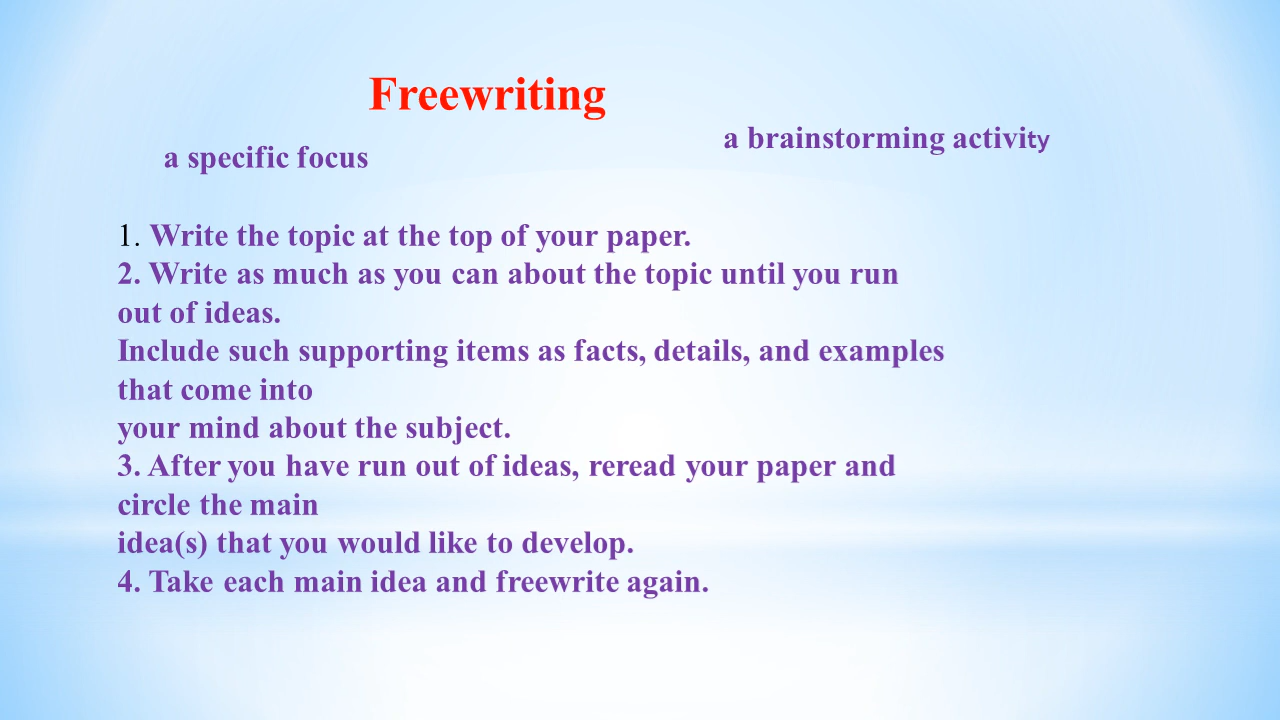 Freewriting
a brainstorming activity
a specific focus
1. Write the topic at the top of your paper.
2. Write as much as you can about the topic until you run
out of ideas.
Include such supporting items as facts, details, and examples
that come into
your mind about the subject.
3. After you have run out of ideas, reread your paper and
circle the main
idea(s) that you would like to develop.
4. Take each main idea and freewrite again.